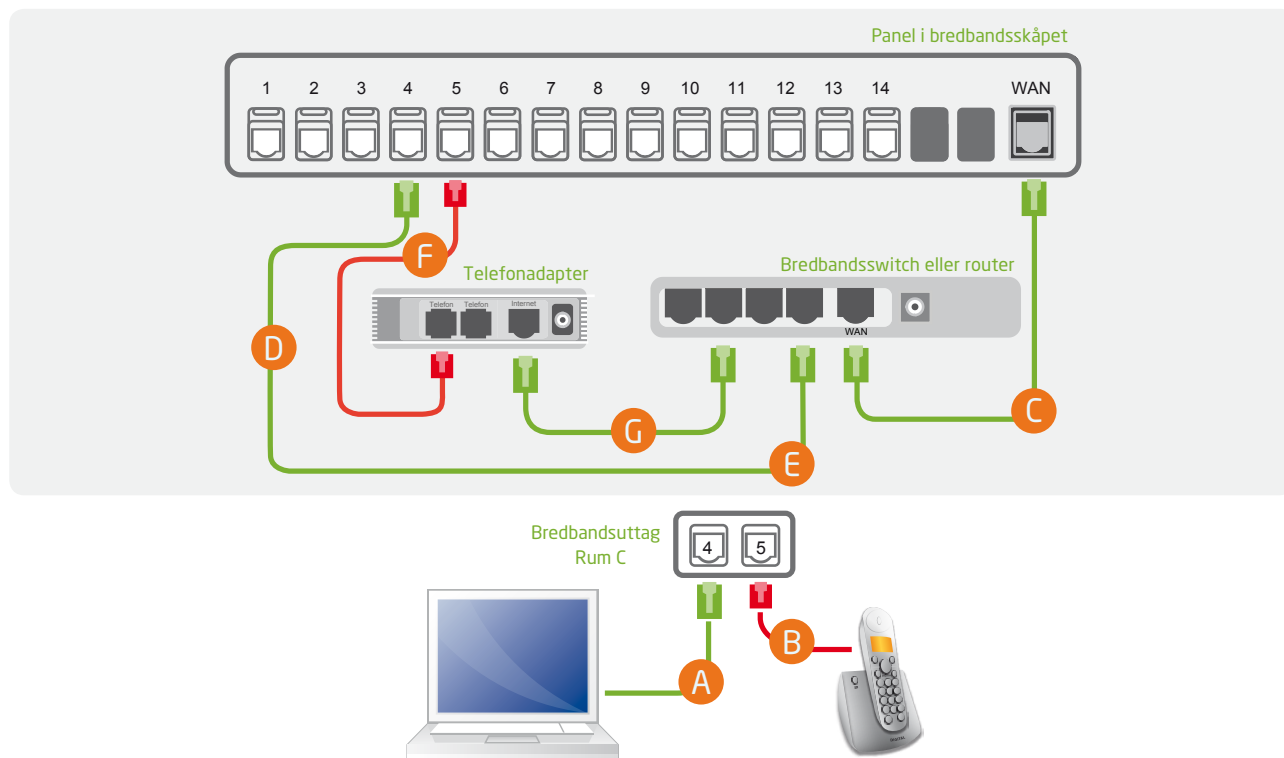 Panel i bredbandsskåpet
1 2 3 4 5 6 7 8 9 10 11 12 13 14 WAN
F
Telefonadapter
Bredbandsswitch eller router
Telefon Telefon Internet
WAN
D
C
G
E
Bredbandsuttag
Rum C
4 5
B
A